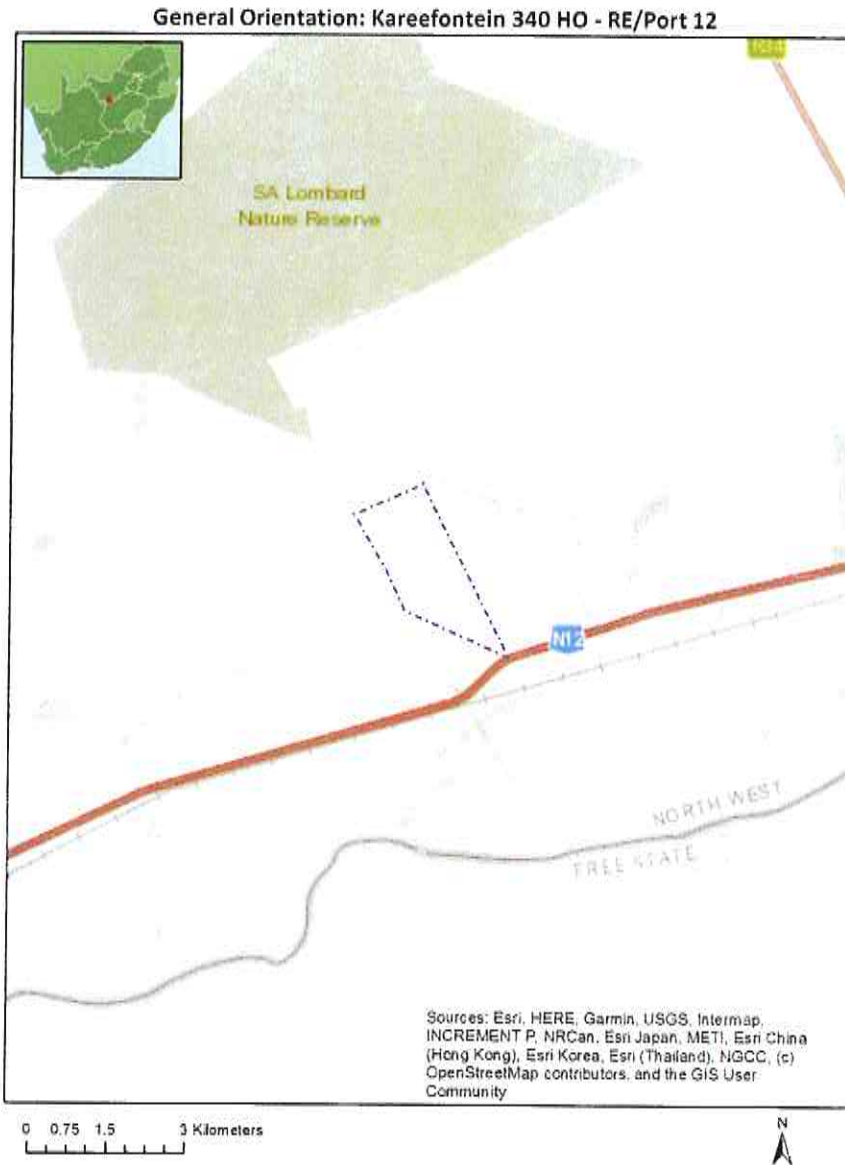 General Orientation: Kareefontein 340 HO - RE/Port 12
R34
SA Lombard
Nature Reserve
N12
NORTH WEST
FREE STATE
Sources: Esri, HERE, Garmin, USGS, Intermap,
INCREMENT P, NRCan, Esri Japan, METI, Esri China
(Hong Kong), Esri Korea, Esri (Thailand), NGCC, (c)
OpenStreetMap contributors, and the GIS User
Community
0 0.75 1.5 3 Kilometers
N